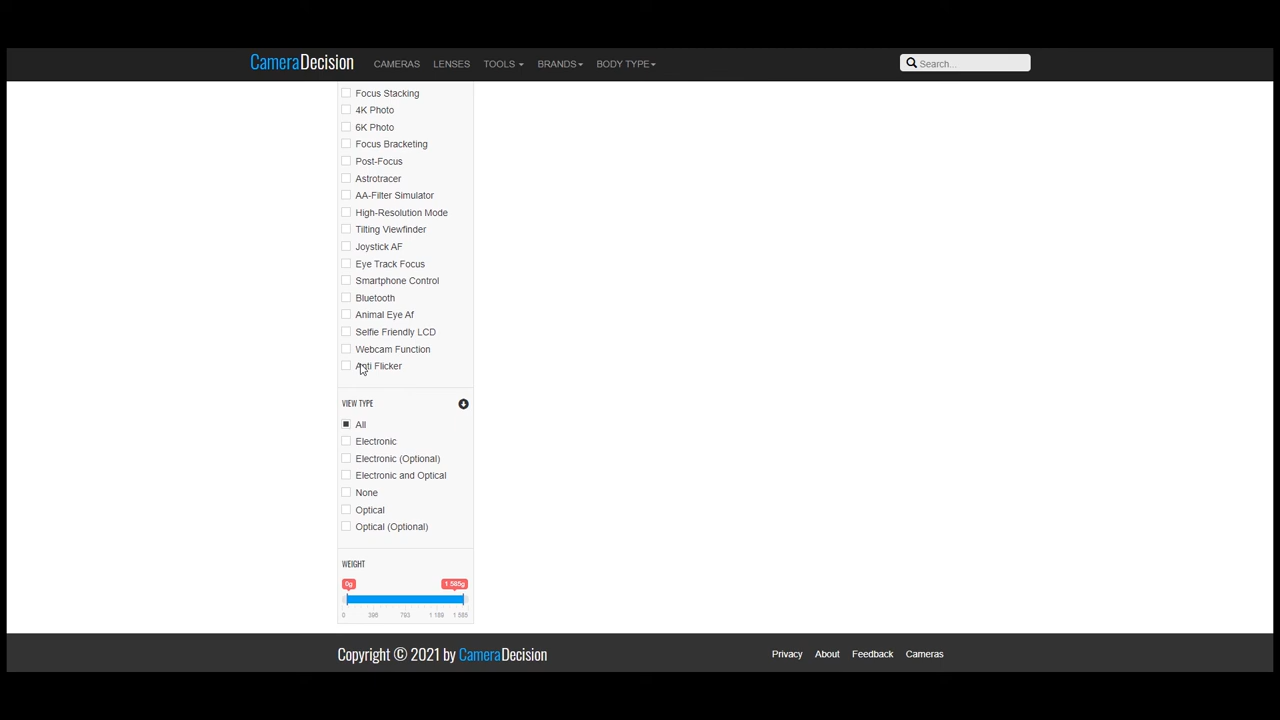 CameraDecision CAMERAS LENSES TOOLS BRANDS BODY TYPE Search...
Focus Stacking
4K Photo
6K Photo
Focus Bracketing
Post-Focus
Astrotracer
AA-Filter Simulator
High-Resolution Mode
Tilting Viewfinder
Joystick AF
Eye Track Focus
Smartphone Control
Bluetooth
Animal Eye Af
Selfie Friendly LCD
Webcam Function
Anti Flicker
VIEW TYPE
All
Electronic
Electronic (Optional)
Electronic and Optical
None
Optical
Optical (Optional)
WEIGHT
0g 1 585g
0 396 793 1 189 1 585
Copyright © 2021 by CameraDecision Privacy About Feedback Cameras